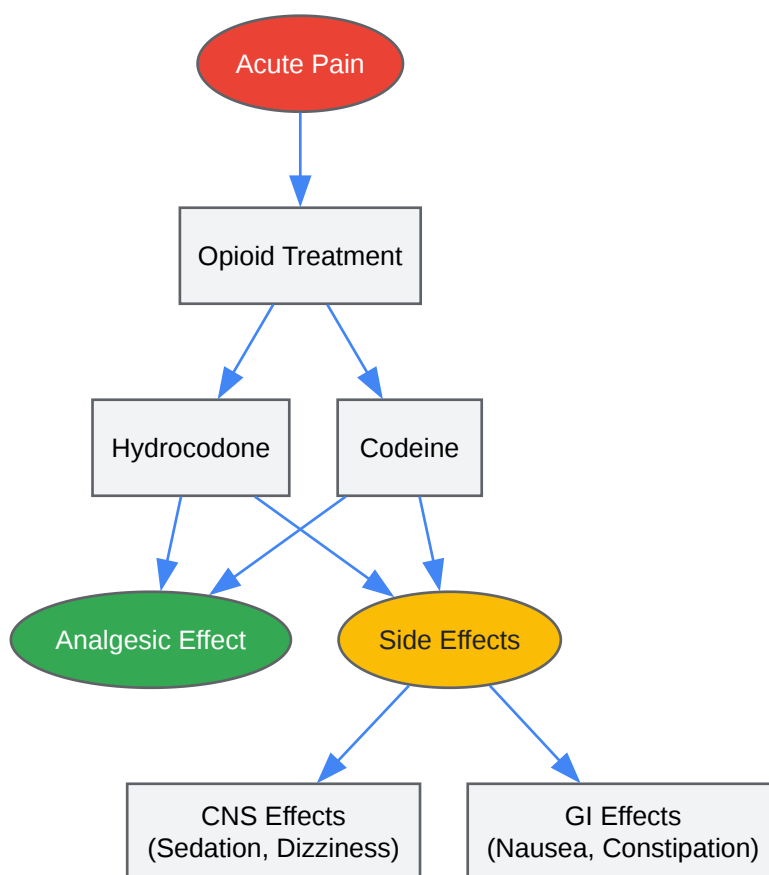 Acute Pain
Opioid Treatment
Hydrocodone
Codeine
Analgesic Effect
Side Effects
CNS Effects
(Sedation, Dizziness)
GI Effects
(Nausea, Constipation)